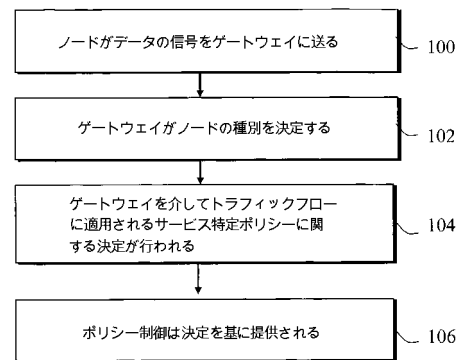 ノードがデータの信号をゲートウェイに送る
100
ゲートウェイがノードの種別を決定する
102
ゲートウェイを介してトラフィックフロー
に適用されるサービス特定ポリシーに関
する決定が行われる
104
ポリシー制御は決定を基に提供される
106